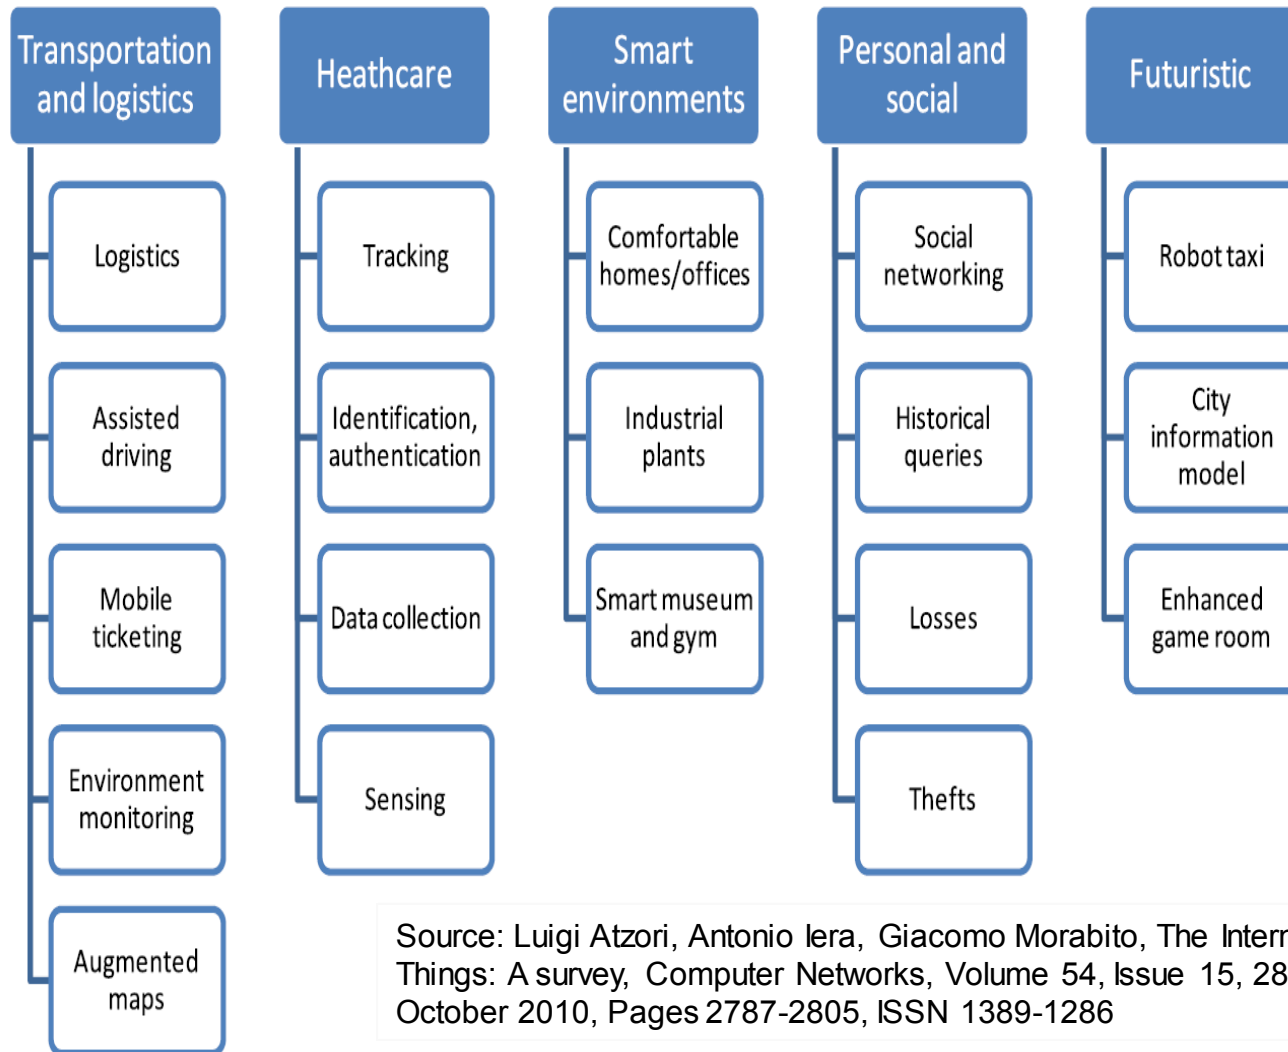 Transportation
and logistics
Logistics
Assisted
driving
Mobile
ticketing
Environment
monitoring
Augmented
maps
Heathcare
Tracking
Identification,
authentication
Data collection
Sensing
Smart
environments
Comfortable
homes/offices
Industrial
plants
Smart museum
and gym
Personal and
social
Social
networking
Historical
queries
Losses
Thefts
Futuristic
Robot taxi
City
information
model
Enhanced
game room
Source: Luigi Atzori, Antonio Iera, Giacomo Morabito, The Intern
Things: A survey, Computer Networks, Volume 54, Issue 15, 28
October 2010, Pages 2787-2805, ISSN 1389-1286